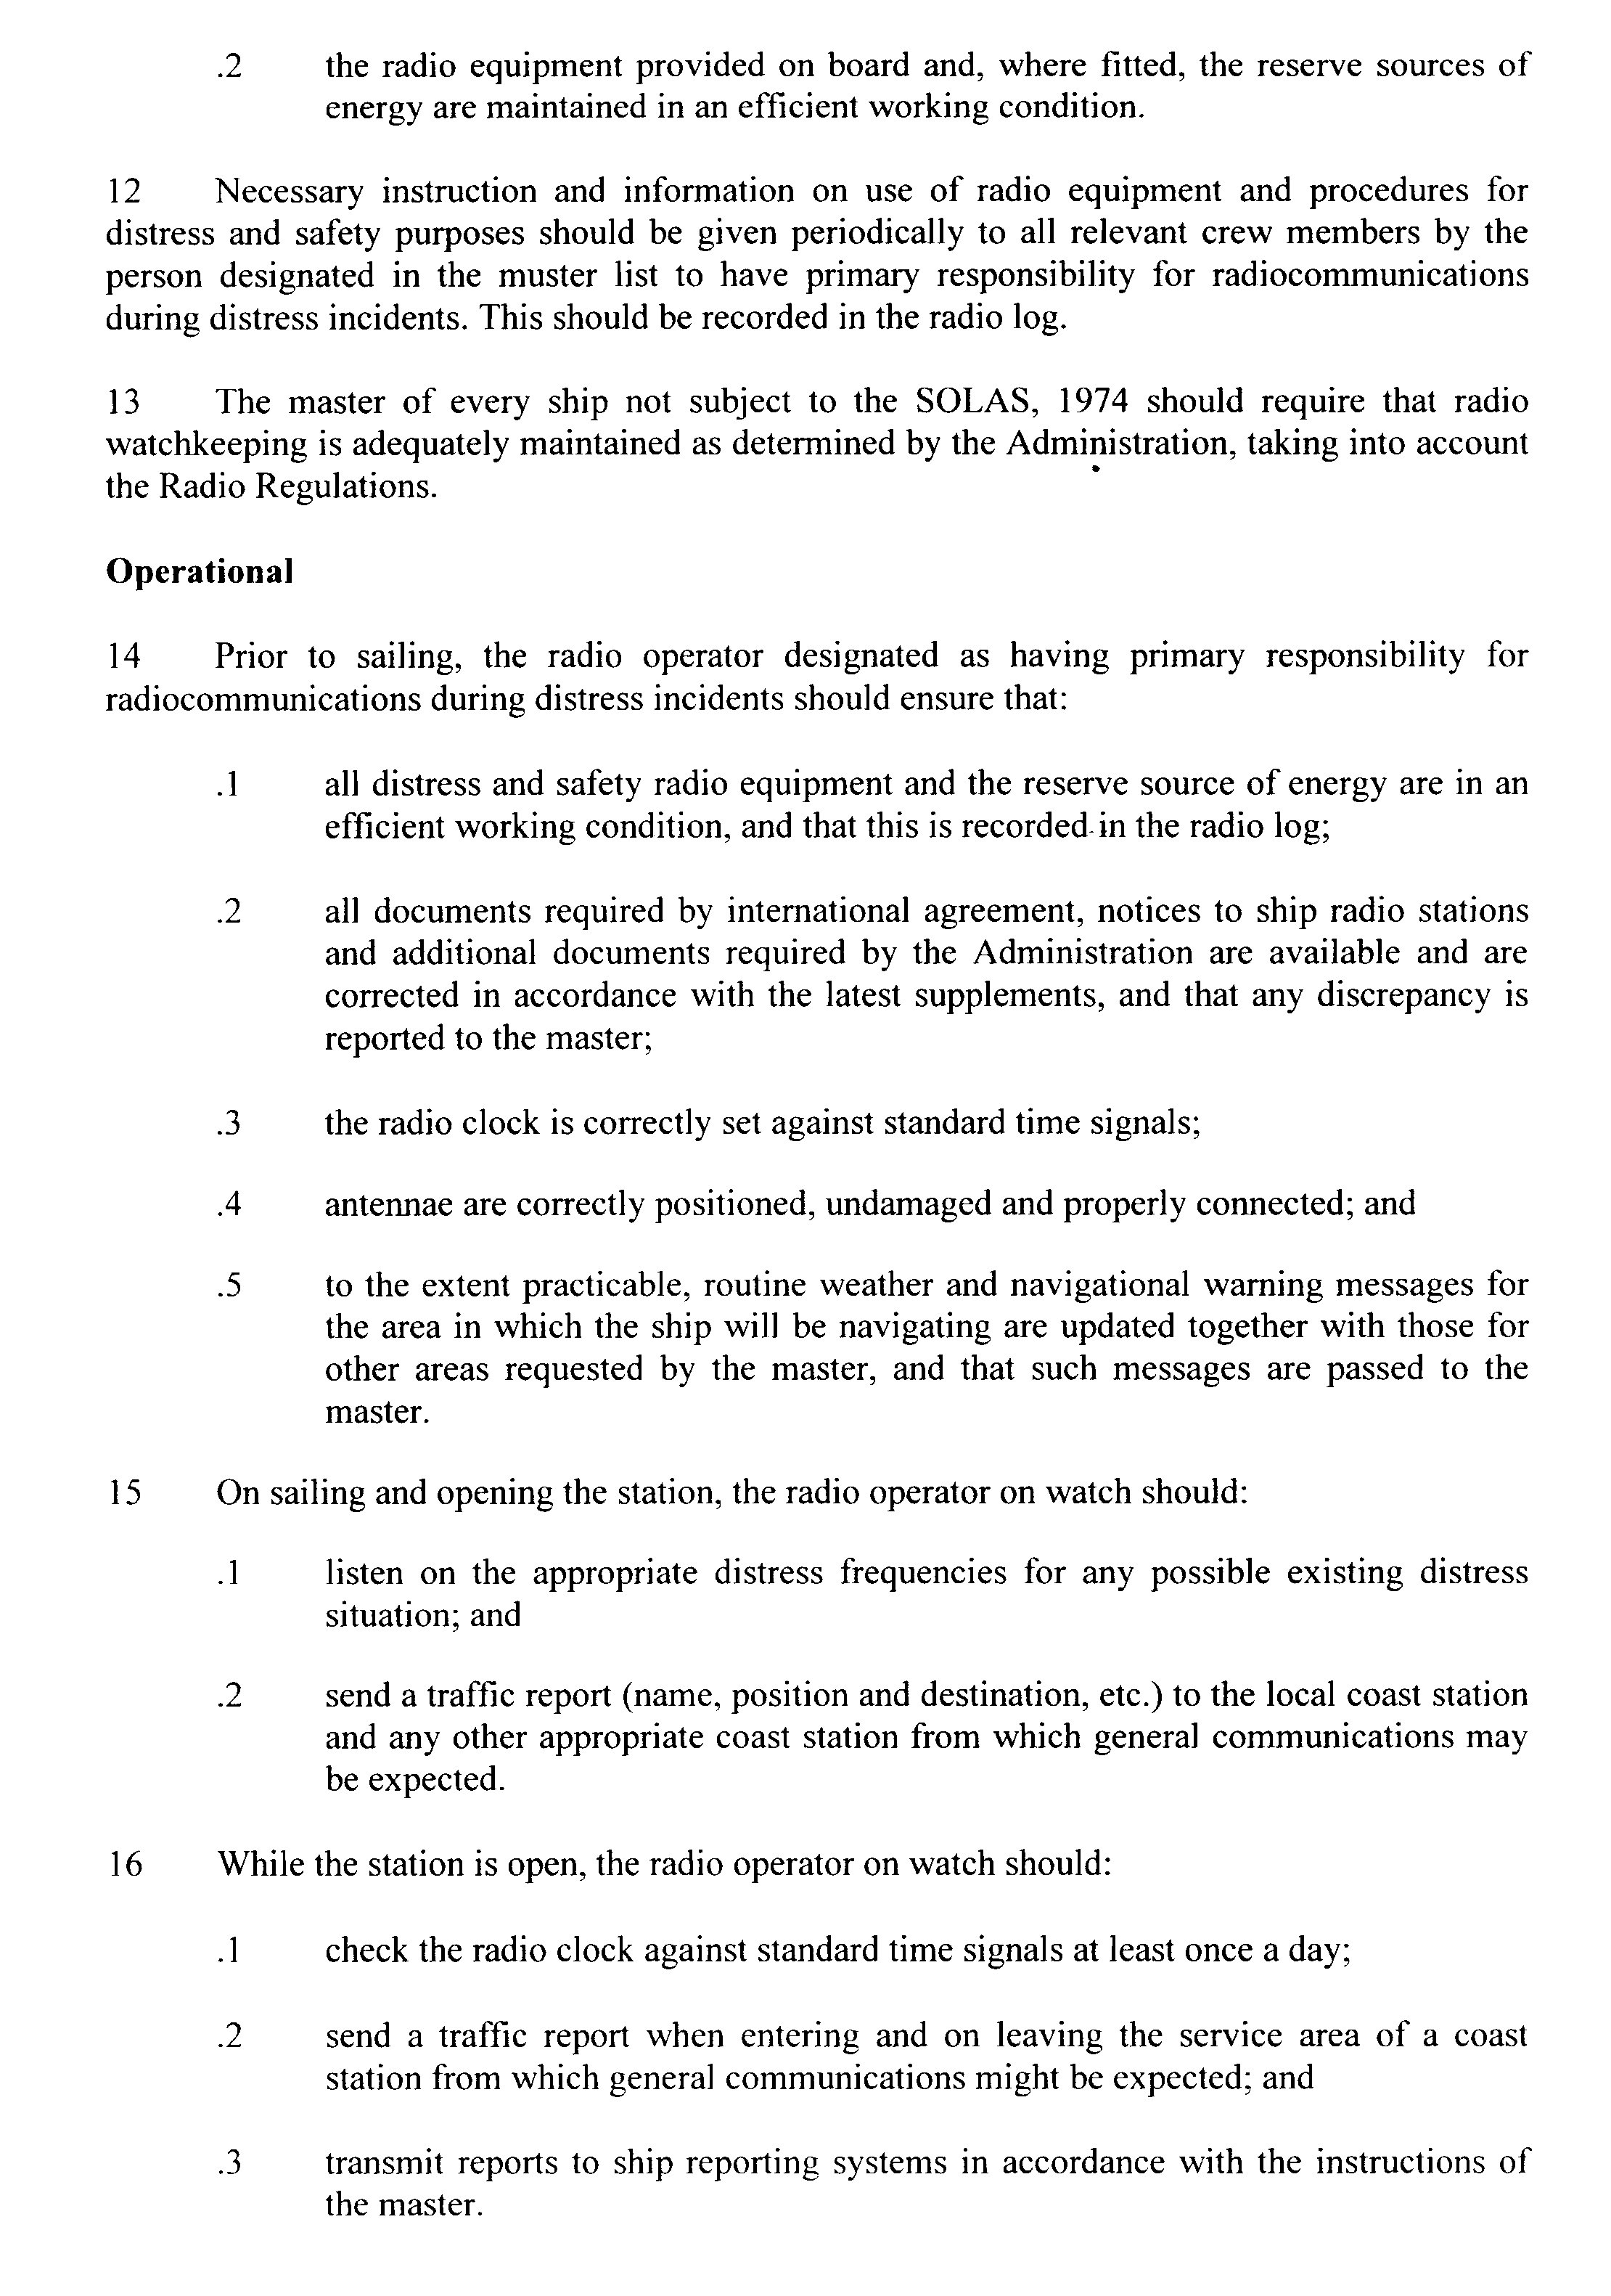 .2 the radio equipment provided on board and, where fitted, the reserve sources of
energy are maintained in an efficient working condition.
12 Necessary instruction and information on use of radio equipment and procedures for
distress and safety purposes should be given periodically to all relevant crew members by the
person designated in the muster list to have primary responsibility for radiocommunications
during distress incidents. This should be recorded in the radio log.
13 The master of every ship not subject to the SOLAS, 1974 should require that radio
watchkeeping is adequately maintained as determined by the Administration, taking into account
the Radio Regulations.
Operational
14 Prior to sailing, the radio operator designated as having primary responsibility for
radiocommunications during distress incidents should ensure that:
.1 all distress and safety radio equipment and the reserve source of energy are in an
efficient working condition, and that this is recorded in the radio log;
.2 all documents required by international agreement, notices to ship radio stations
and additional documents required by the Administration are available and are
corrected in accordance with the latest supplements, and that any discrepancy is
reported to the master;
.3 the radio clock is correctly set against standard time signals;
.4 antennae are correctly positioned, undamaged and properly connected; and
.5 to the extent practicable, routine weather and navigational warning messages for
the area in which the ship will be navigating are updated together with those for
other areas requested by the master, and that such messages are passed to the
master.
15 On sailing and opening the station, the radio operator on watch should:
.1 listen on the appropriate distress frequencies for any possible existing distress
situation; and
.2 send a traffic report (name, position and destination, etc.) to the local coast station
and any other appropriate coast station from which general communications may
be expected.
16 While the station is open, the radio operator on watch should:
.1 check the radio clock against standard time signals at least once a day;
.2 send a traffic report when entering and on leaving the service area of a coast
station from which general communications might be expected; and
.3 transmit reports to ship reporting systems in accordance with the instructions of
the master.